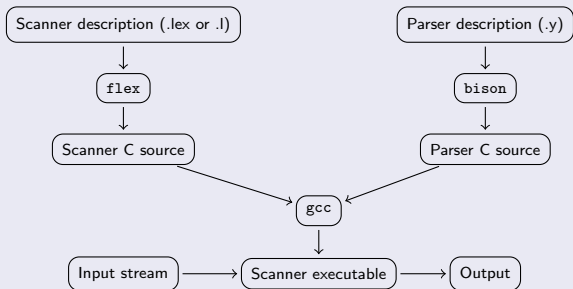 Scanner description (.lex or .l)
Parser description (.y)
flex
bison
Scanner C source
Parser C source
gcc
Input stream
Scanner executable
Output